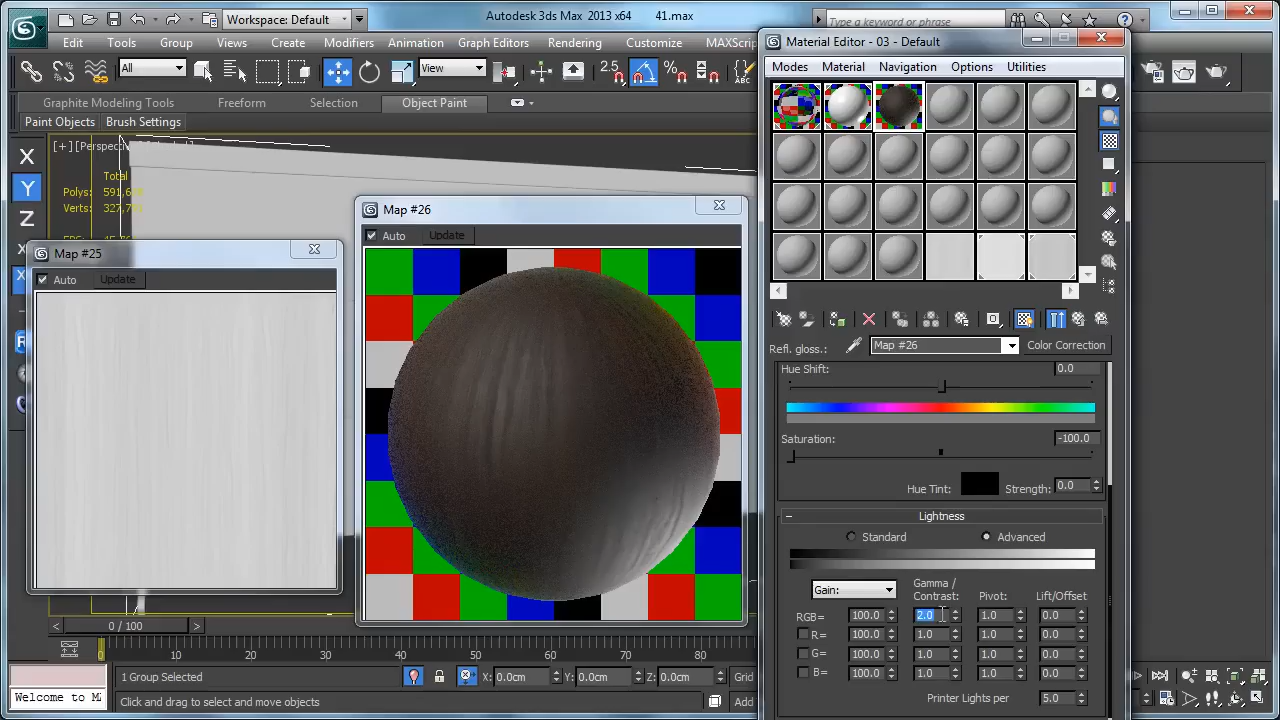 Workspace: Default
Autodesk 3ds Max 2013 x64 41.max
Type a keyword or phrase
Edit Tools Group Views Create Modifiers Animation Graph Editors Rendering Customize MAXScr
All
View
2.5
Graphite Modeling Tools Freeform Selection Object Paint
Paint Objects Brush Settings
X
Y
Z
[+] [Perspective
Total
Polys:
Verts:
Map #25
Auto Update
Map #26
Auto Update
Material Editor - 03 - Default
Modes Material Navigation Options Utilities
Refl. gloss.: Map #26 Color Correction
Hue Shift: 0.0
Saturation: -100.0
Hue Tint: Strength: 0.0
Lightness
Standard Advanced
Gain: Gamma / Contrast: Pivot: Lift/Offset
RGB= 100.0 2.0 1.0 0.0
R= 100.0 1.0 1.0 0.0
G= 100.0 1.0 1.0 0.0
B= 100.0 1.0 1.0 0.0
Printer Lights per 5.0
0 / 100
0 10 20 30 40 50 60 70 80
1 Group Selected X: 0.0cm Y: 0.0cm Z: 0.0cm Grid
Welcome to M
Click and drag to select and move objects
Add